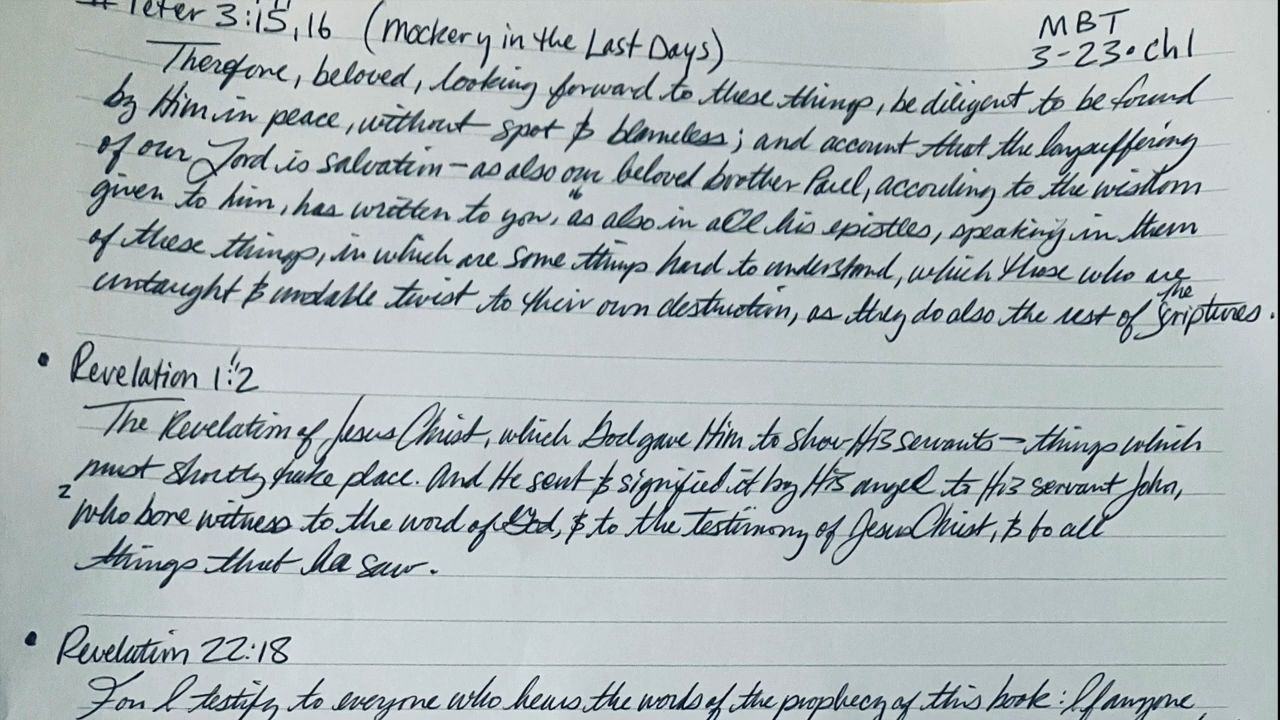 II Peter 3:15,16 (Mockery in the Last Days)
MBT
3-23•Ch1
Therefore, beloved, looking forward to these things, be diligent to be found
by Him in peace, without spot & blameless; and account that the longsuffering
of our Lord is salvation—as also our beloved brother Paul, according to the wisdom
given to him, has written to you, 16 as also in all his epistles, speaking in them
of these things, in which are some things hard to understand, which those who are
untaught & unstable twist to their own destruction, as they do also the rest of the Scriptures.
• Revelation 1:1,2
The Revelation of Jesus Christ, which God gave Him to show His servants—things which
must shortly take place. And He sent & signified it by His angel to His servant John,
2 who bore witness to the word of God, & to the testimony of Jesus Christ, & to all
things that he saw.
• Revelation 22:18
For I testify to everyone who hears the words of the prophecy of this book: If anyone